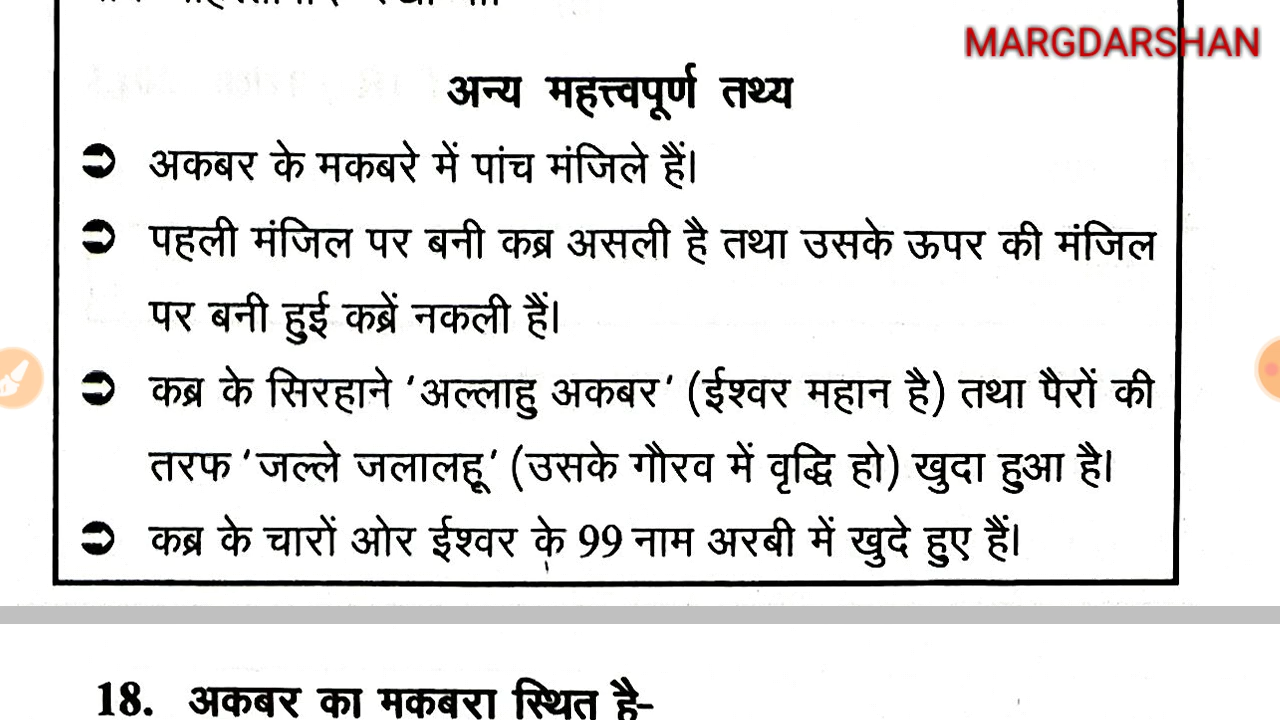 MARGDARSHAN
अन्य महत्त्वपूर्ण तथ्य
➲ अकबर के मकबरे में पांच मंजिले हैं।
➲ पहली मंजिल पर बनी कब्र असली है तथा उसके ऊपर की मंजिल
पर बनी हुई कब्रें नकली हैं।
➲ कब्र के सिरहाने ‘अल्लाहु अकबर’ (ईश्वर महान है) तथा पैरों की
तरफ ‘जल्ले जलालहू’ (उसके गौरव में वृद्धि हो) खुदा हुआ है।
➲ कब्र के चारों ओर ईश्वर के 99 नाम अरबी में खुदे हुए हैं।
18. अकबर का मकबरा स्थित है-